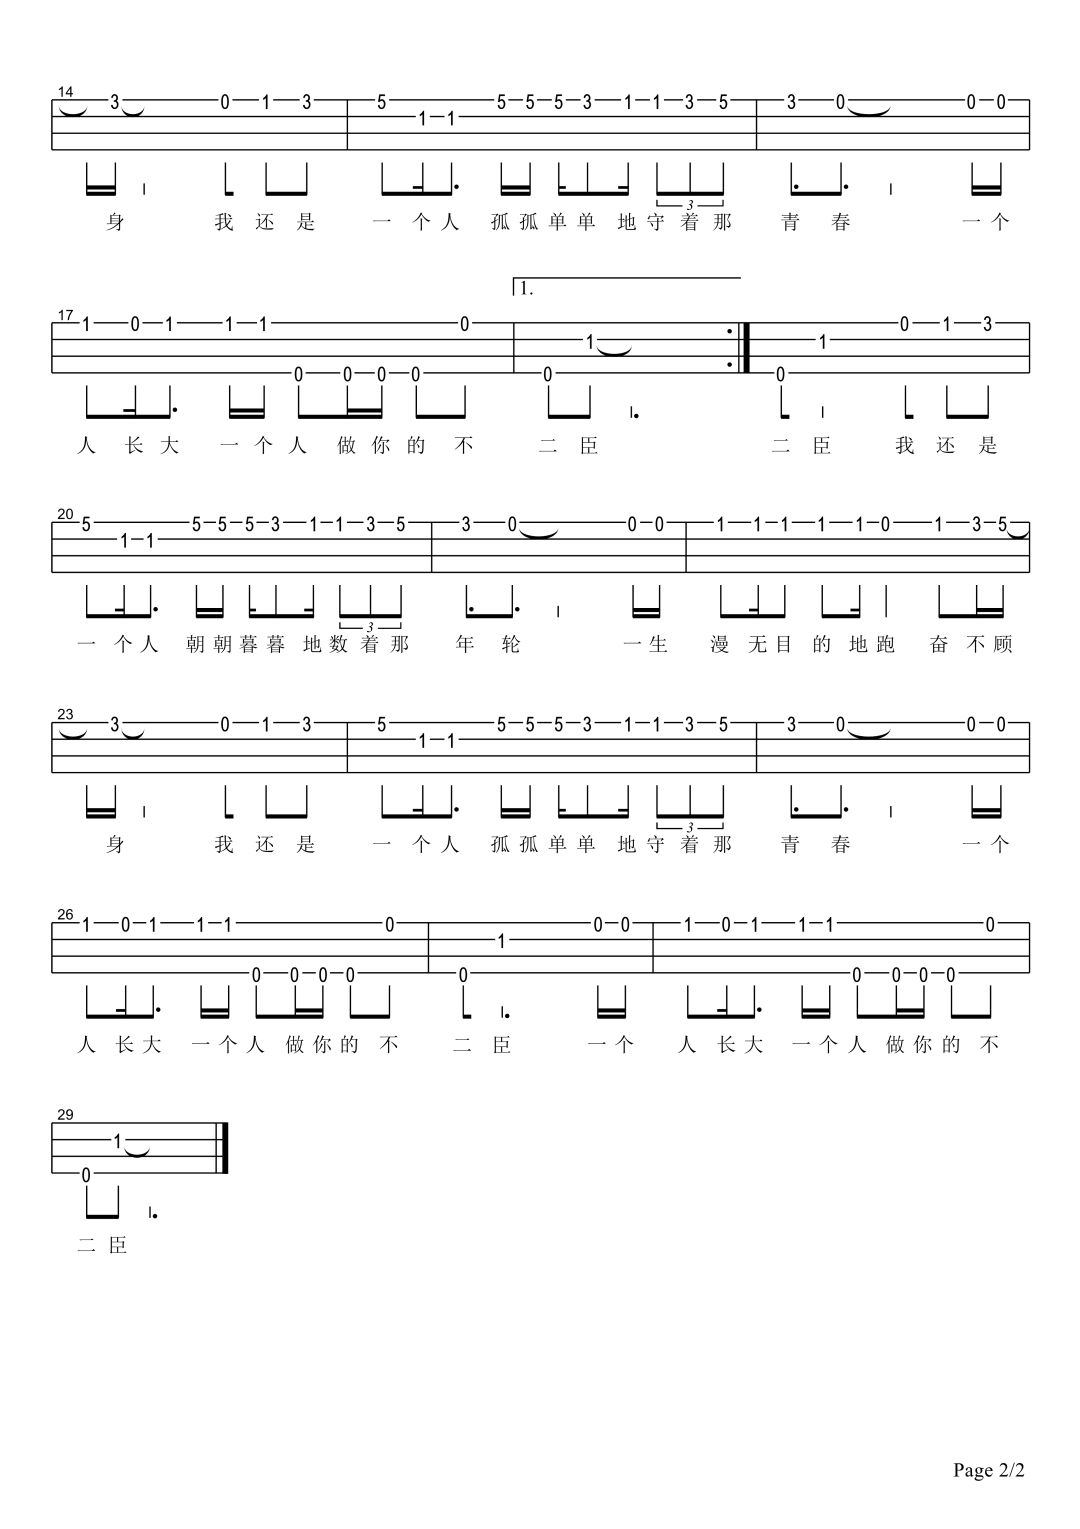 14
3 0 1 3 5 1 1 5 5 5 3 1 1 3 5 3 0 0 0
3
身 我 还 是 一 个 人 孤 孤 单 单 地 守 着 那 青 春 一 个
1.
17
1 0 1 1 1 0 0 0 0 0 0 1 0 1 0 1 3
人 长 大 一 个 人 做 你 的 不 二 臣 二 臣 我 还 是
20
5 1 1 5 5 5 3 1 1 3 5 3 0 0 0 1 1 1 1 1 0 1 3 5
3
一 个 人 朝 朝 暮 暮 地 数 着 那 年 轮 一 生 漫 无 目 的 地 跑 奋 不 顾
23
3 0 1 3 5 1 1 5 5 5 3 1 1 3 5 3 0 0 0
3
身 我 还 是 一 个 人 孤 孤 单 单 地 守 着 那 青 春 一 个
26
1 0 1 1 1 0 0 0 0 0 0 1 0 0 1 0 1 1 1 0 0 0 0 0
人 长 大 一 个 人 做 你 的 不 二 臣 一 个 人 长 大 一 个 人 做 你 的 不
29
0 1
二 臣
Page 2/2